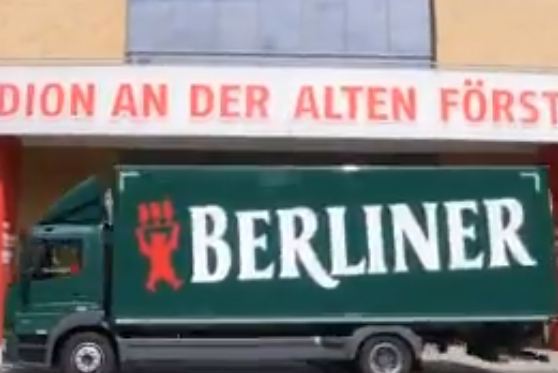 DION AN DER ALTEN FÖRST
BERLINER